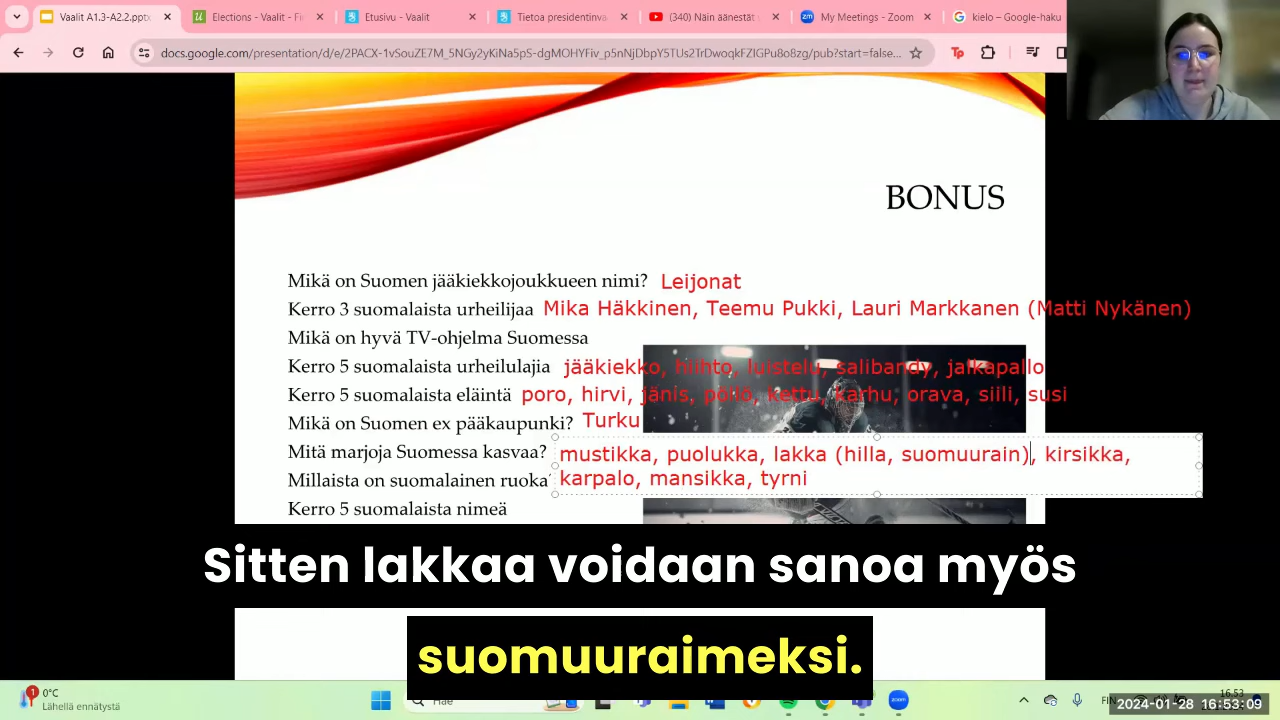 Vaalit A1.3-A2.2.pptx
Elections - Vaalit - Fi
Etusivu - Vaalit
Tietoa presidentinva
(340) Näin äänestät
My Meetings - Zoom
kielo – Google-haku
docs.google.com/presentation/d/e/2PACX-1vSouZE7M_5NGy2yKiNa5pS-dgMOHYFiv_p5nNjDbpY5TUs2TrDwoqkFZIGPu8o8zg/pub?start=false...
BONUS
Mikä on Suomen jääkiekkojoukkueen nimi? Leijonat
Kerro 3 suomalaista urheilijaa Mika Häkkinen, Teemu Pukki, Lauri Markkanen (Matti Nykänen)
Mikä on hyvä TV-ohjelma Suomessa
Kerro 5 suomalaista urheilulajia jääkiekko, hiihto, luistelu, salibandy, jalkapallo
Kerro 5 suomalaista eläintä poro, hirvi, jänis, pöllö, kettu, karhu, orava, siili, susi
Mikä on Suomen ex pääkaupunki? Turku
Mitä marjoja Suomessa kasvaa? mustikka, puolukka, lakka (hilla, suomuurain), kirsikka,
karpalo, mansikka, tyrni
Millaista on suomalainen ruoka
Kerro 5 suomalaista nimeä
Sitten lakkaa voidaan sanoa myös
suomuuraimeksi.
1
0°C
Lähellä ennätystä
Hae
FIN
16.53
2024-01-28 16:53:09